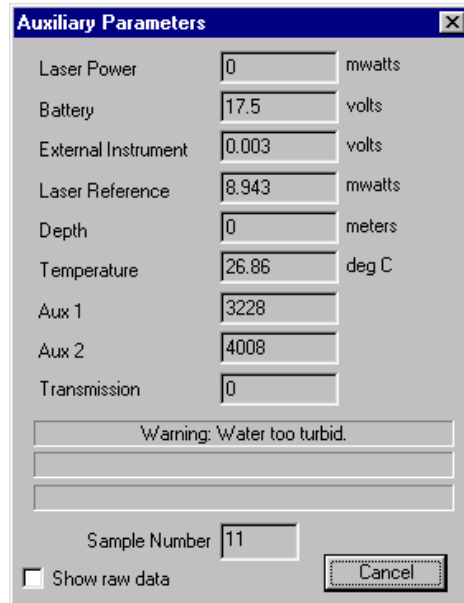 Auxiliary Parameters
Laser Power 0 mwatts
Battery 17.5 volts
External Instrument 0.003 volts
Laser Reference 8.943 mwatts
Depth 0 meters
Temperature 26.86 deg C
Aux 1 3228
Aux 2 4008
Transmission 0
Warning: Water too turbid.
Sample Number 11
Show raw data Cancel